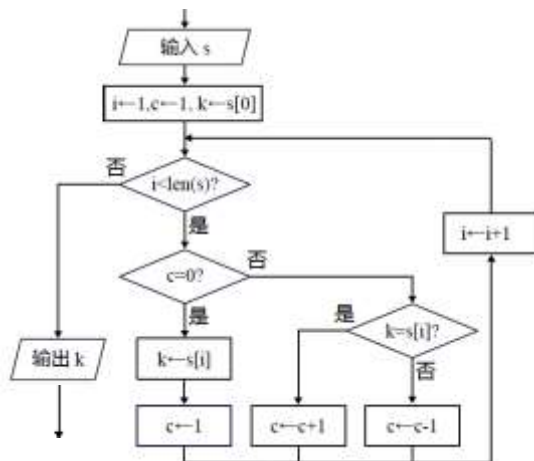 输入 s
i←1,c←1, k←s[0]
否
i<len(s)?
是
i←i+1
c=0?
否
是
是
k=s[i]?
输出 k
k←s[i]
否
c←1
c←c+1
c←c-1